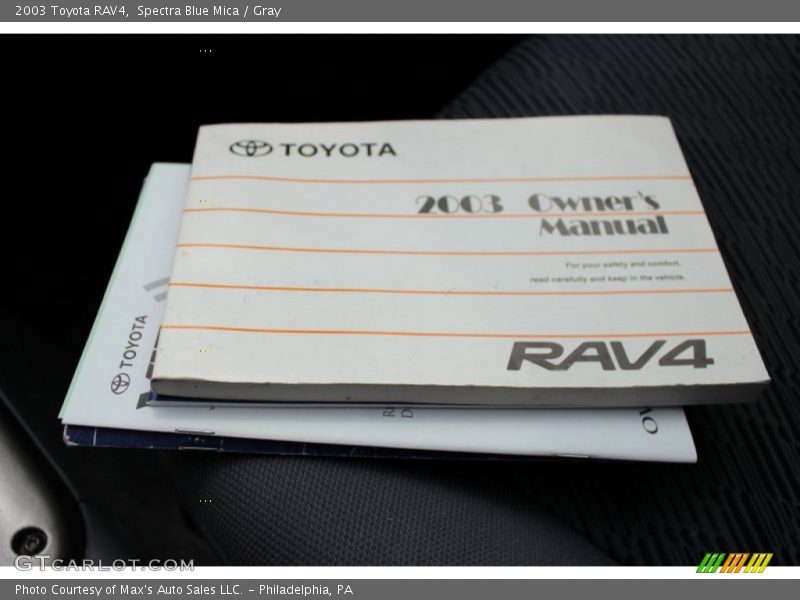 2003 Toyota RAV4,  Spectra Blue Mica / Gray
TOYOTA
2003 Owner's
Manual
For your safety and comfort,
read carefully and keep in the vehicle.
RAV4
TOYOTA
GTCARLOT.COM
Photo Courtesy of Max's Auto Sales LLC. - Philadelphia, PA